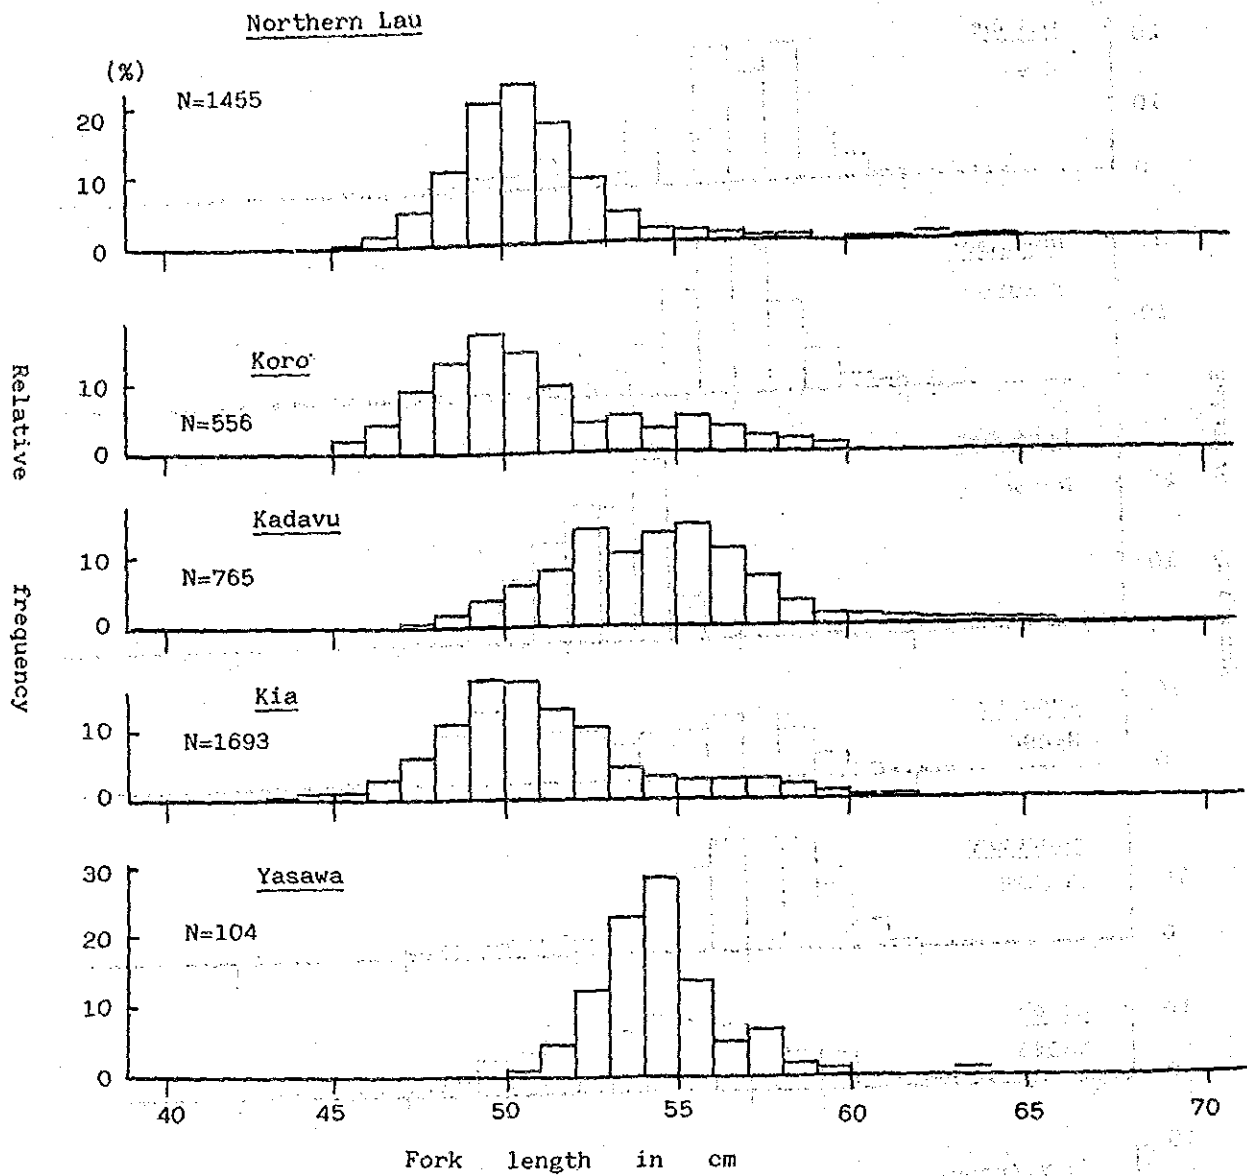 Northern Lau
(%)
N=1455
20
10
0
Koro
N=556
10
0
Kadavu
N=765
10
0
Kia
N=1693
10
0
Yasawa
N=104
30
20
10
0
40 45 50 55 60 65 70
Fork length in cm
Relative frequency